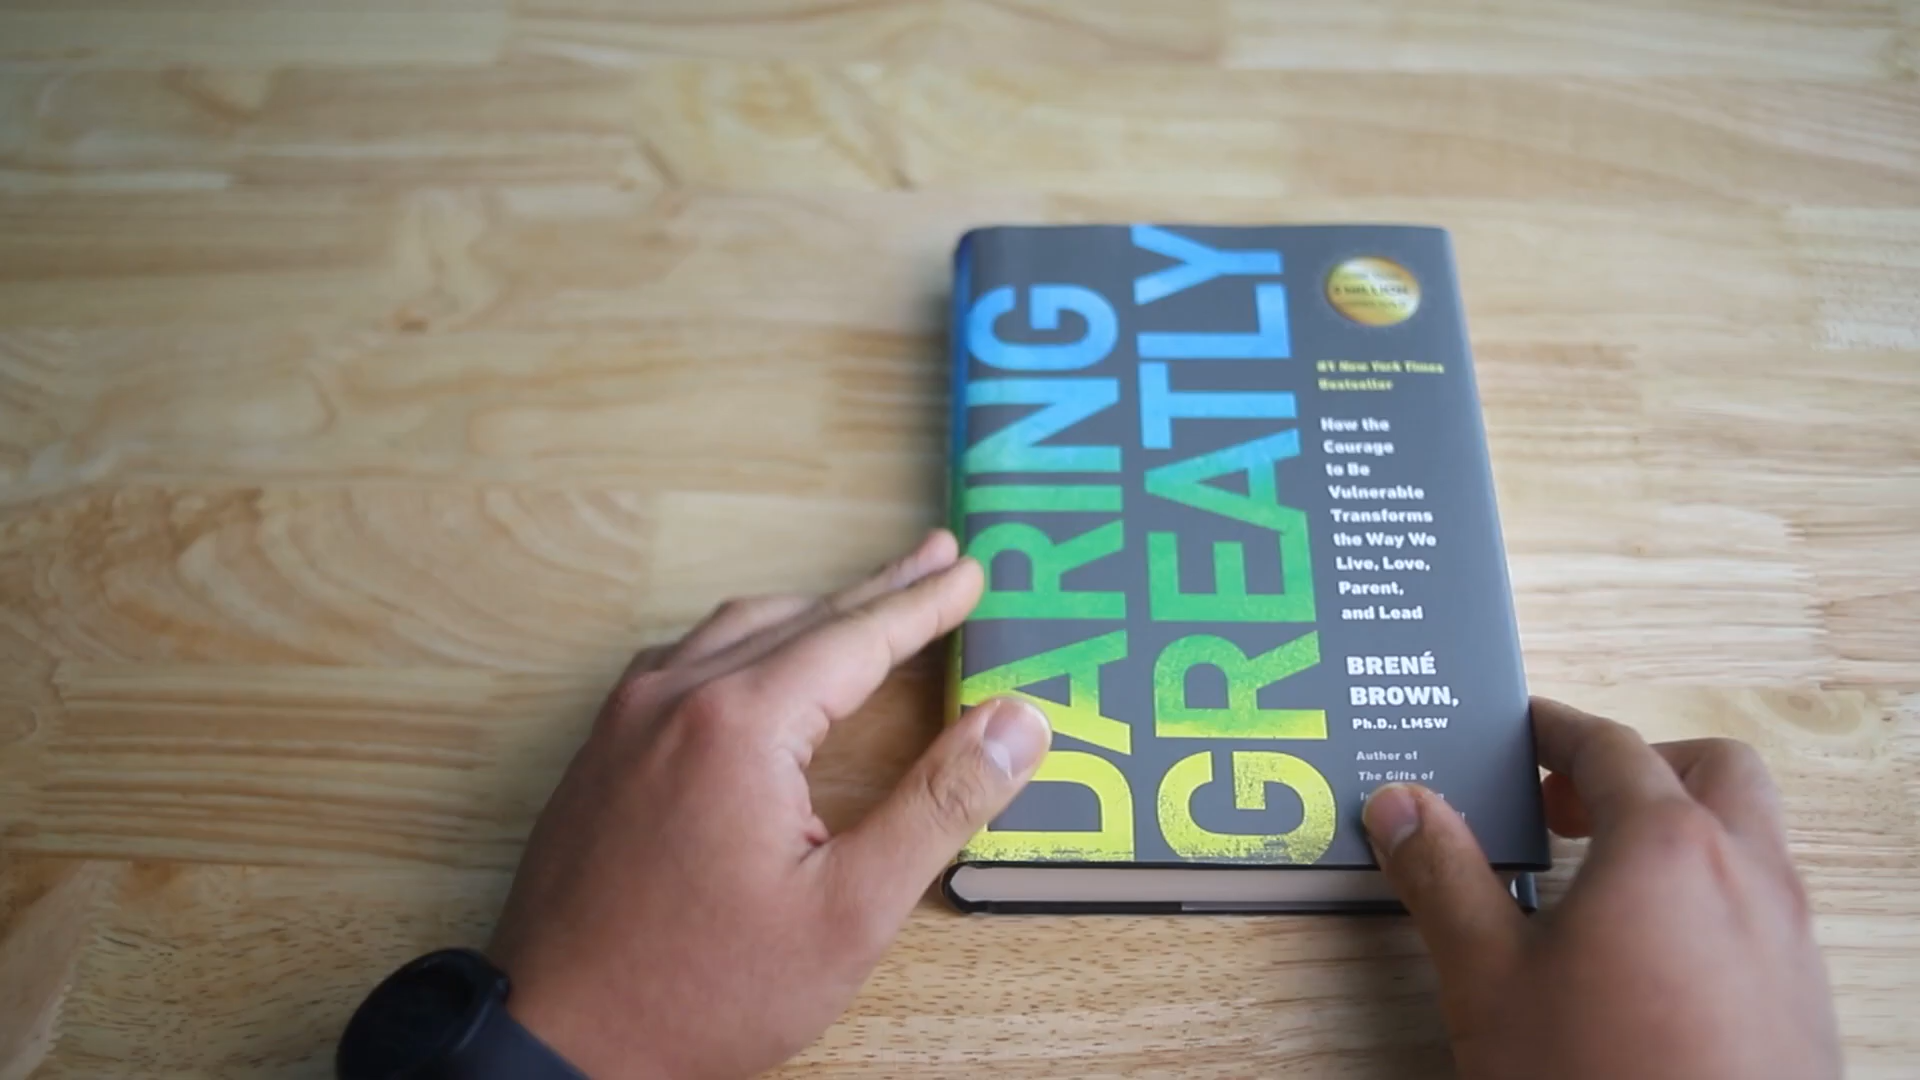 DARING
GREATLY
#1 New York Times
Bestseller
How the
Courage
to Be
Vulnerable
Transforms
the Way We
Live, Love,
Parent,
and Lead
BRENÉ
BROWN,
Ph.D., LMSW
Author of
The Gifts of